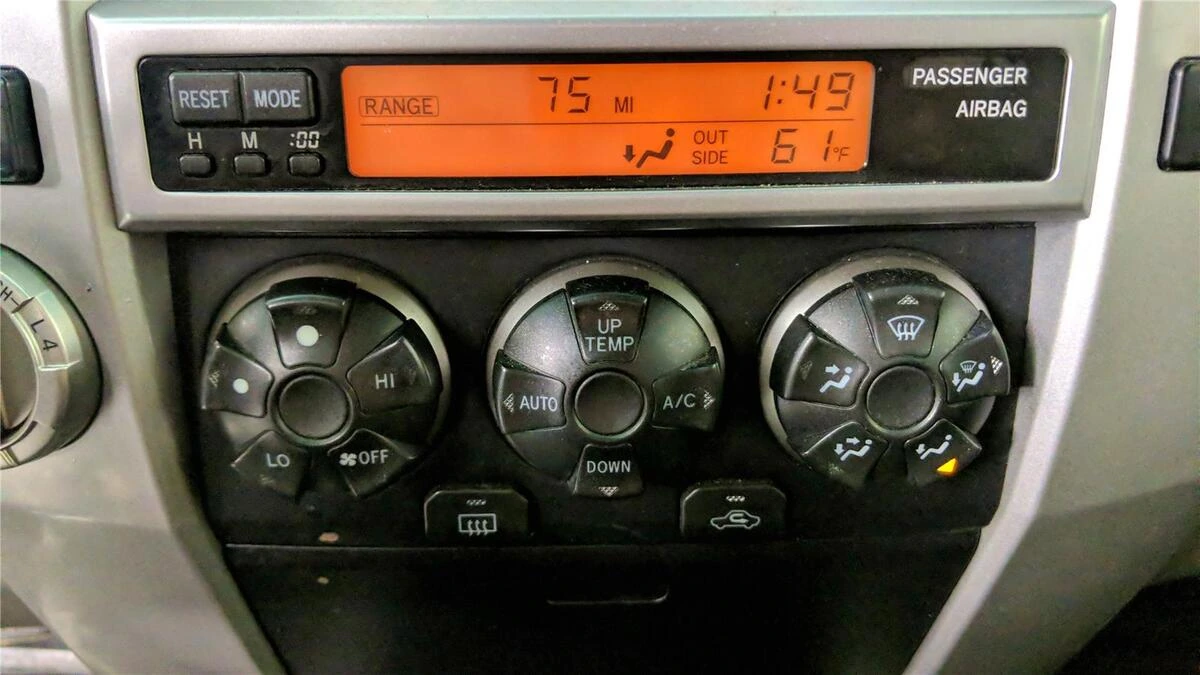 RESET MODE
H M :00
RANGE 75 MI 1:49
OUT
SIDE 61°F
PASSENGER
AIRBAG
L4
HI
LO
OFF
UP
TEMP
AUTO
A/C
DOWN